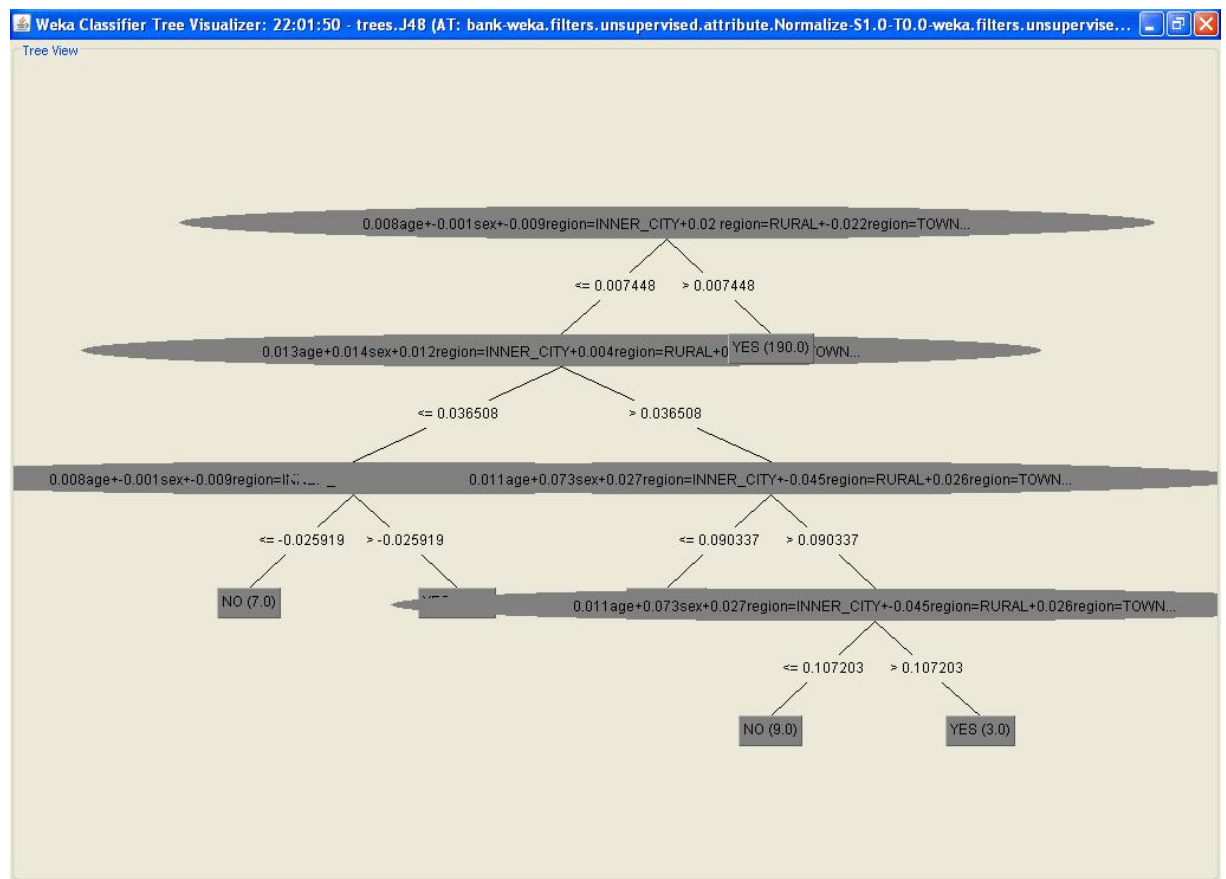 Weka Classifier Tree Visualizer: 22:01:50 - trees.J48 (AT: bank-weka.filters.unsupervised.attribute.Normalize-S1.0-T0.0-weka.filters.unsupervise...
Tree View
0.008age+-0.001sex+-0.009region=INNER_CITY+0.02 region=RURAL+-0.022region=TOWN...
<= 0.007448 > 0.007448
0.013age+0.014sex+0.012region=INNER_CITY+0.004region=RURAL+0 YES (190.0) OWN...
<= 0.036508 > 0.036508
0.008age+-0.001sex+-0.009region= 0.011age+0.073sex+0.027region=INNER_CITY+-0.045region=RURAL+0.026region=TOWN...
<= -0.025919 > -0.025919 <= 0.090337 > 0.090337
NO (7.0) 0.011age+0.073sex+0.027region=INNER_CITY+-0.045region=RURAL+0.026region=TOWN...
<= 0.107203 > 0.107203
NO (9.0) YES (3.0)